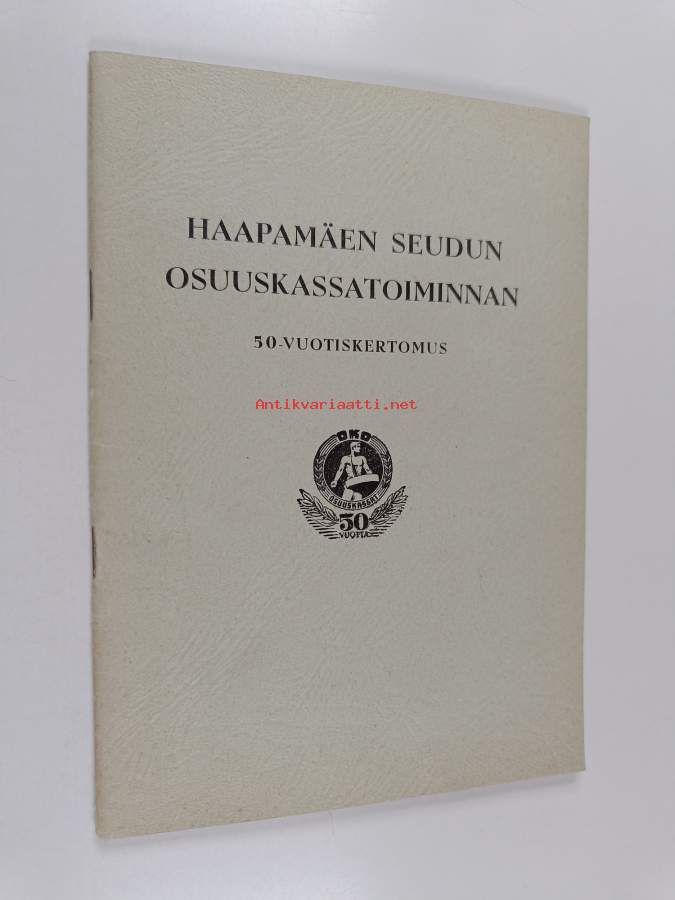 HAAPAMÄEN SEUDUN
OSUUSKASSATOIMINNAN
50-VUOTISKERTOMUS
Antikvariaatti.net
OKO
OSUUSKASSAT
50
VUOTTA